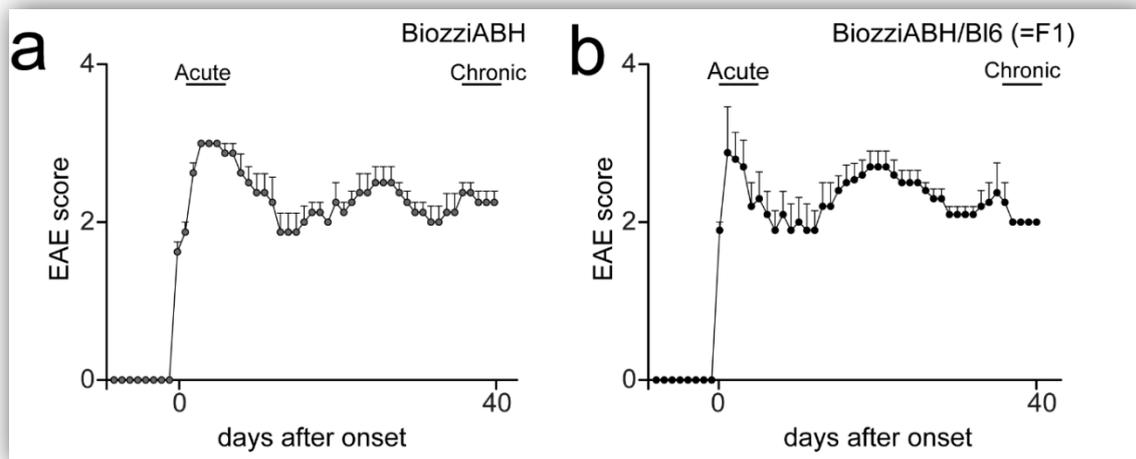 a
BiozziABH
4
Acute
Chronic
EAE score
2
0
0
40
days after onset
b
BiozziABH/Bl6 (=F1)
4
Acute
Chronic
EAE score
2
0
0
40
days after onset